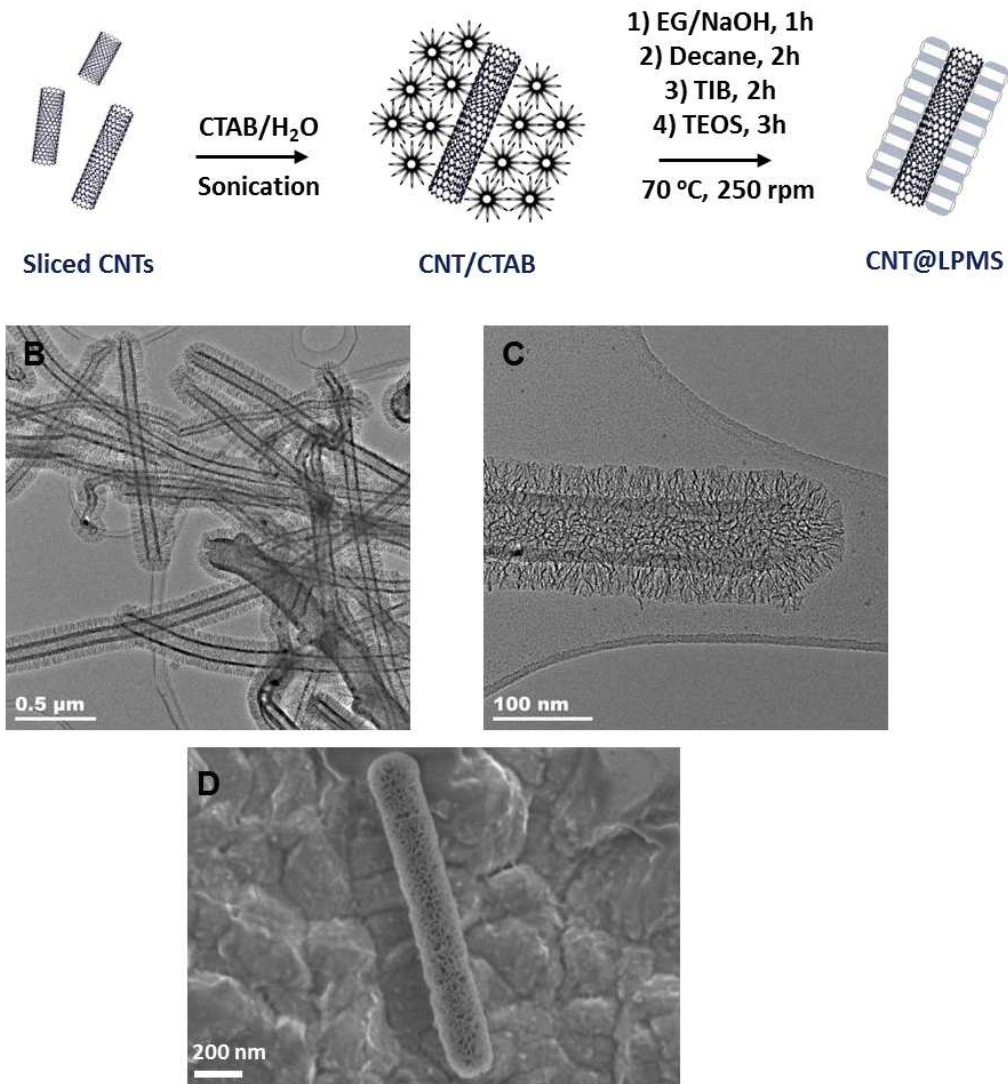 CTAB/H₂O
Sonication
1) EG/NaOH, 1h
2) Decane, 2h
3) TIB, 2h
4) TEOS, 3h
70 °C, 250 rpm
Sliced CNTs
CNT/CTAB
CNT@LPMS
B
0.5 µm
C
100 nm
D
200 nm